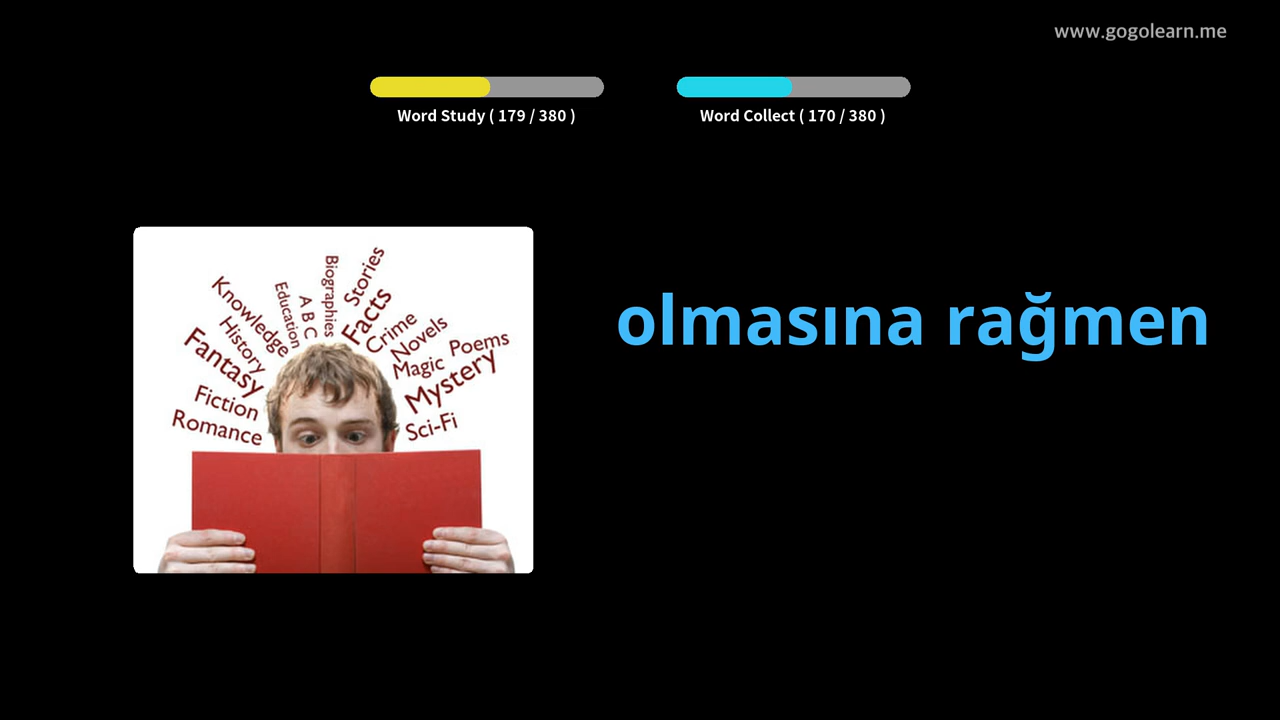 www.gogolearn.me
Word Study ( 179 / 380 )
Word Collect ( 170 / 380 )
olmasına rağmen
Biographies
Stories
Education
A B C
Facts
Knowledge
History
Crime
Novels
Poems
Fantasy
Magic
Mystery
Fiction
Romance
Sci-Fi